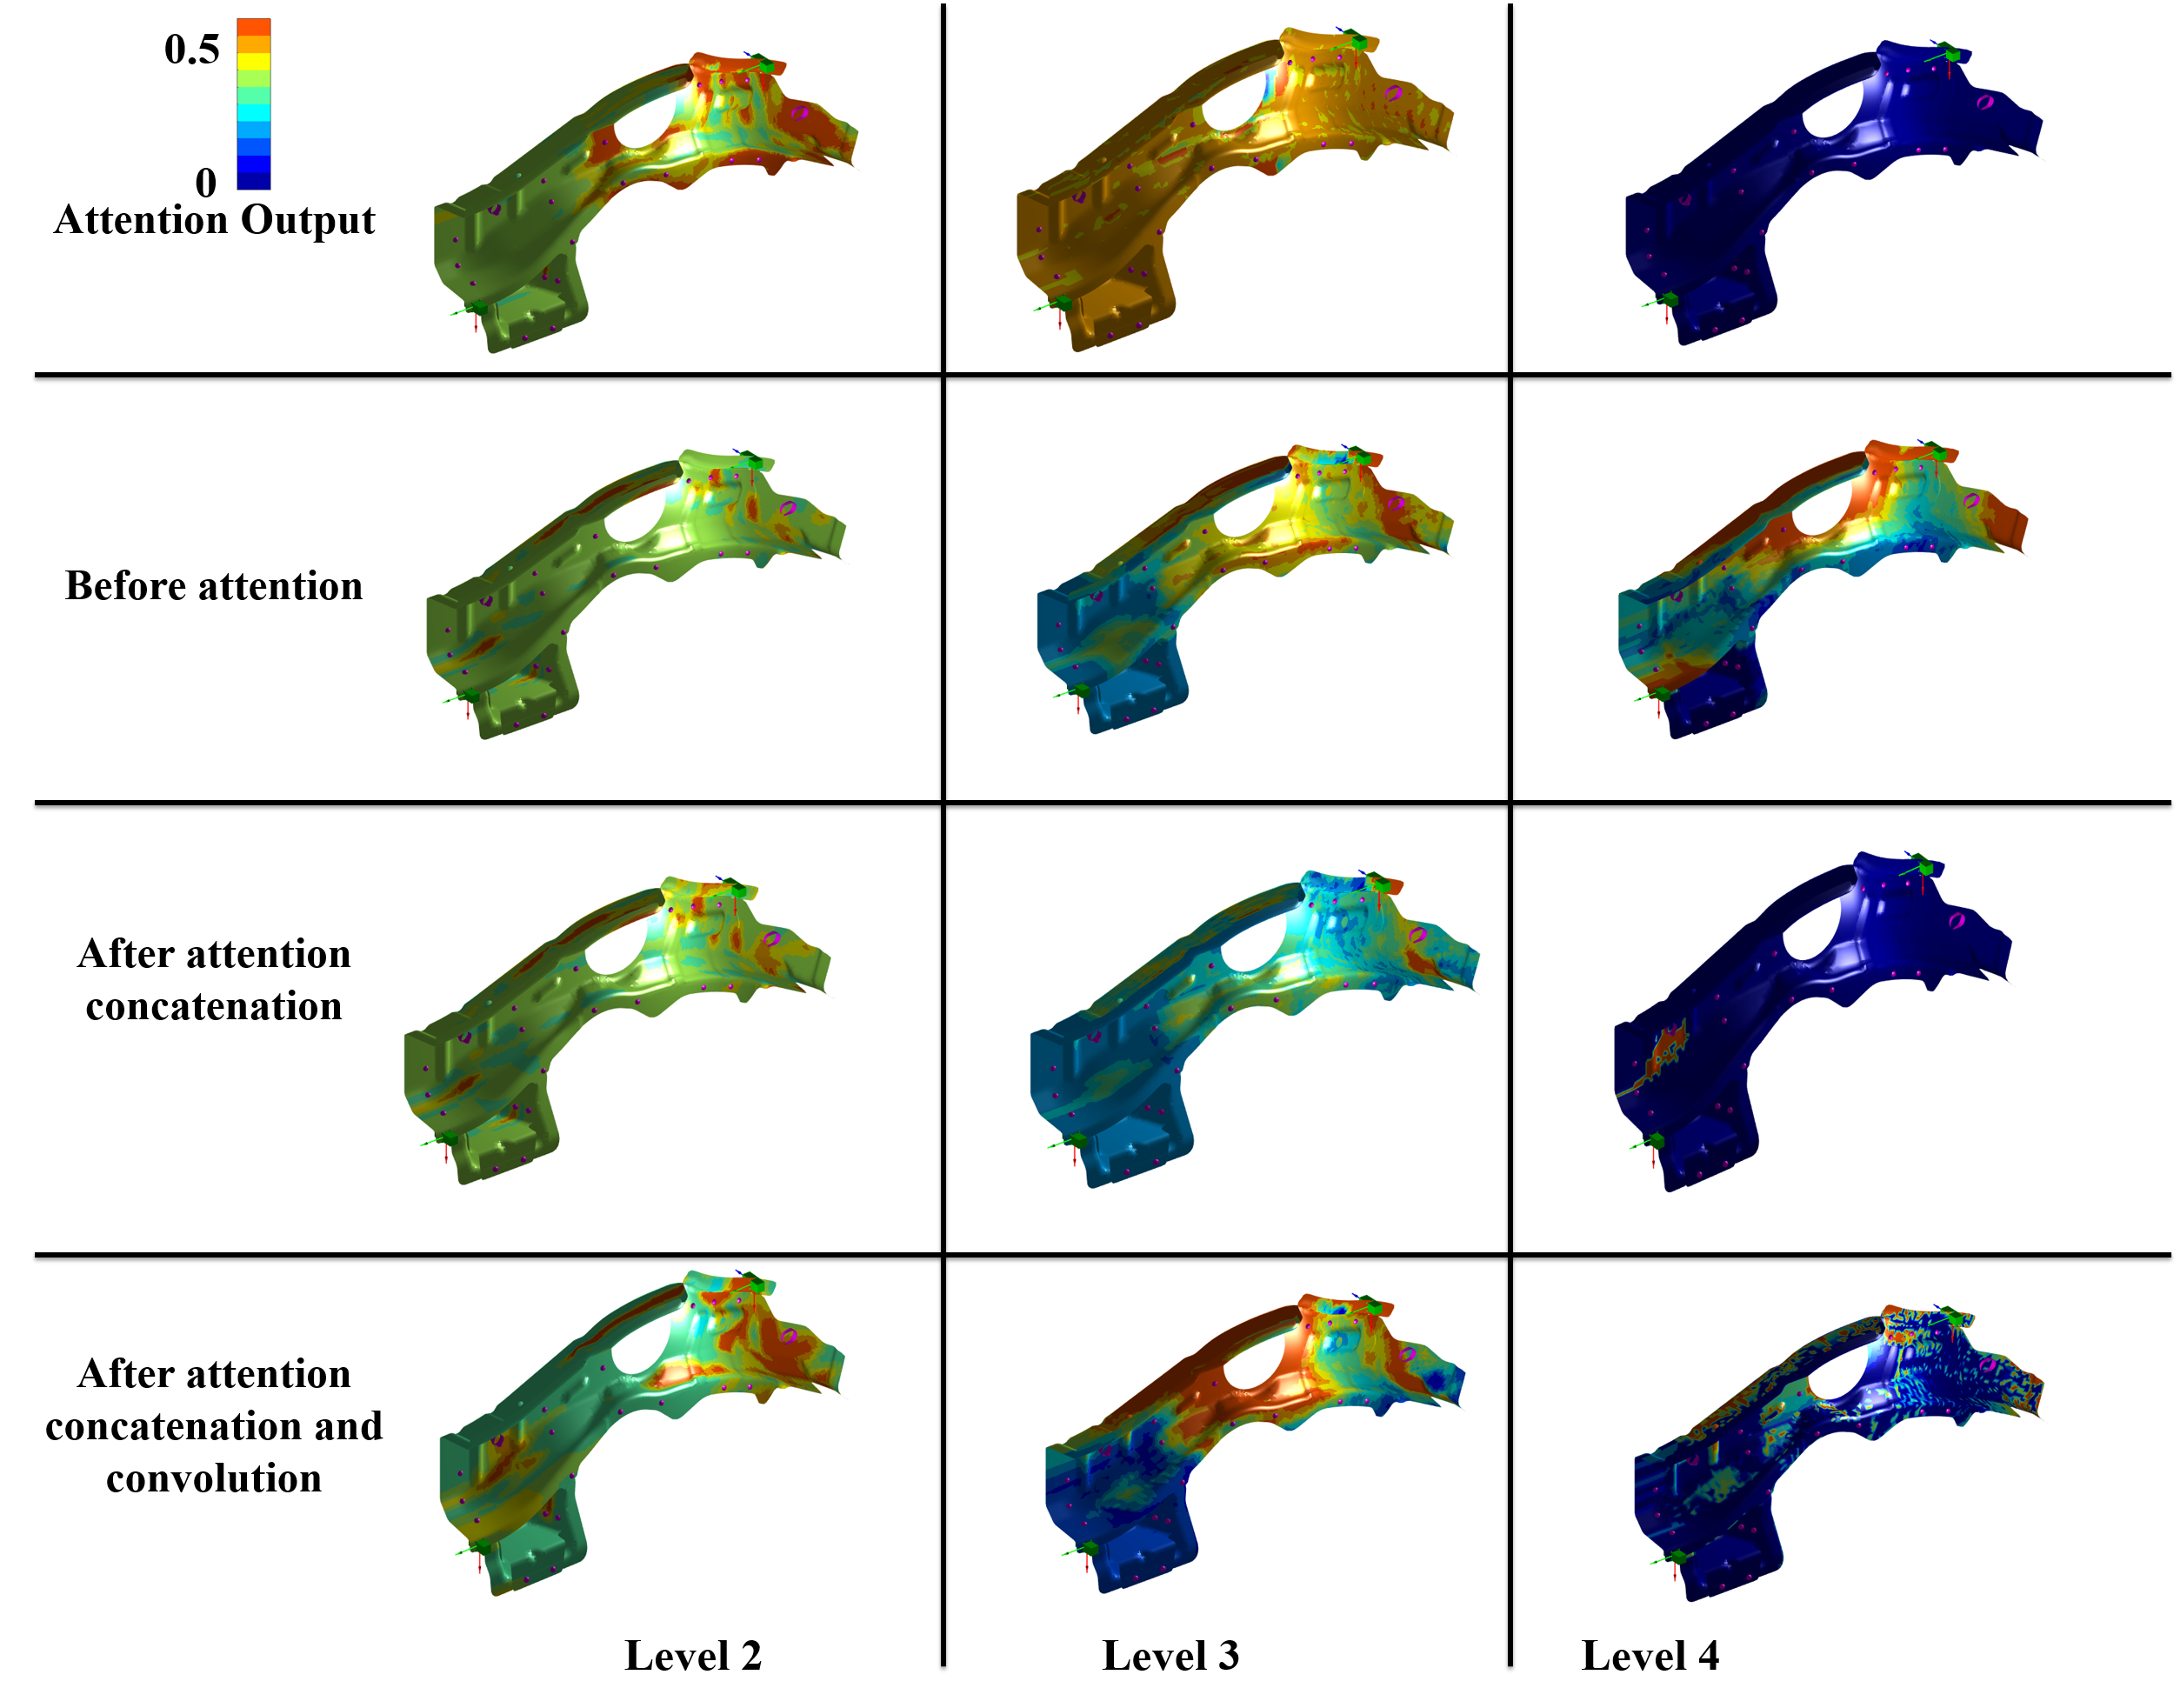 0.5
0
Attention Output
Before attention
After attention
concatenation
After attention
concatenation and
convolution
Level 2
Level 3
Level 4